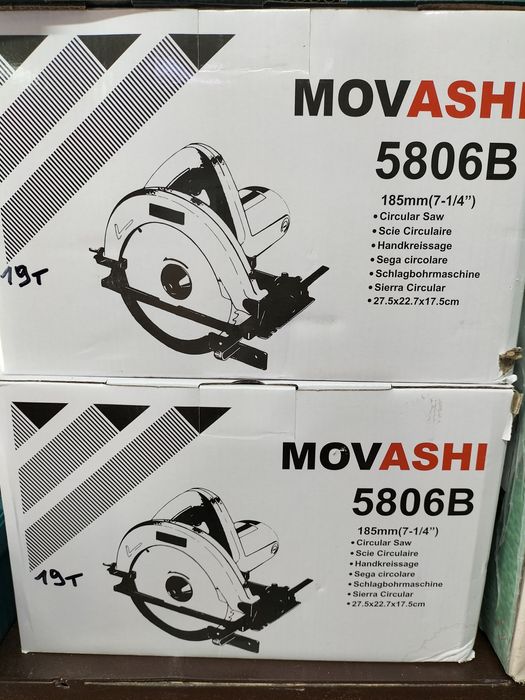 MOVASHI
5806B
185mm(7-1/4")
• Circular Saw
• Scie Circulaire
• Handkreissage
• Sega circolare
• Schlagbohrmaschine
• Sierra Circular
• 27.5x22.7x17.5cm
19т
MOVASHI
5806B
185mm(7-1/4")
• Circular Saw
• Scie Circulaire
• Handkreissage
• Sega circolare
• Schlagbohrmaschine
• Sierra Circular
• 27.5x22.7x17.5cm
19т